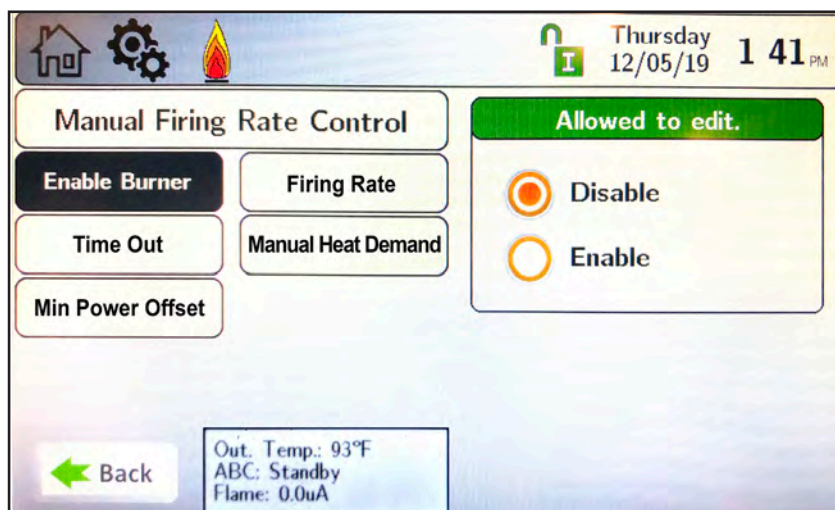 Thursday
12/05/19
1 41 PM
I
Manual Firing Rate Control
Enable Burner
Firing Rate
Time Out
Manual Heat Demand
Min Power Offset
Allowed to edit.
Disable
Enable
Back
Out. Temp.: 93°F
ABC: Standby
Flame: 0.0uA